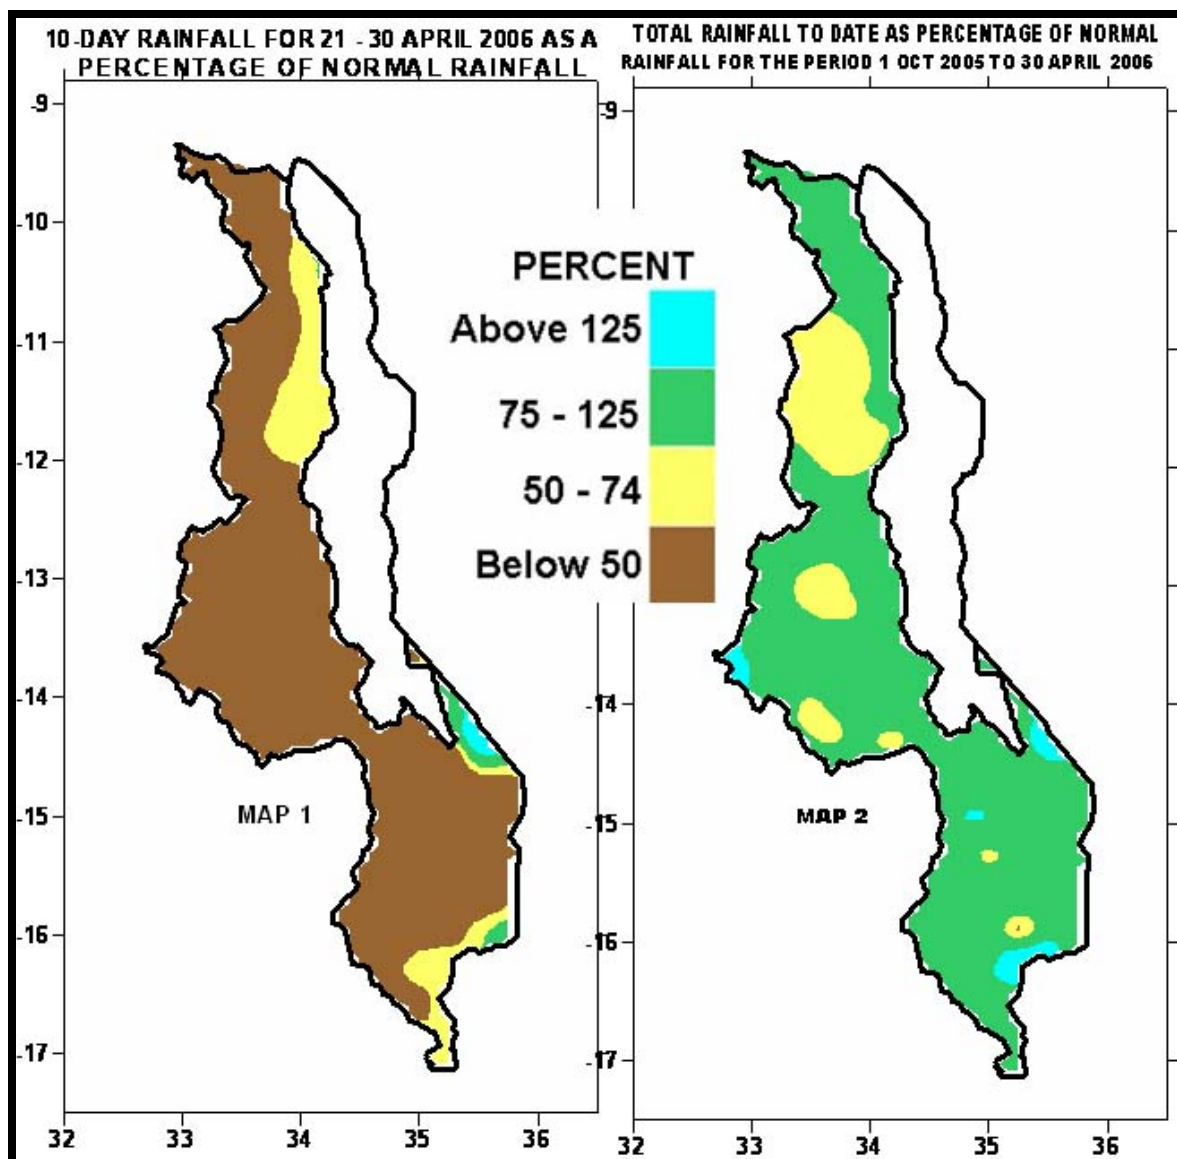 10-DAY RAINFALL FOR 21 - 30 APRIL 2006 AS A
PERCENTAGE OF NORMAL RAINFALL
-9
-10
-11
-12
-13
-14
-15
-16
-17
32
33
34
35
36
MAP 1
PERCENT
Above 125
75 - 125
50 - 74
Below 50
TOTAL RAINFALL TO DATE AS PERCENTAGE OF NORMAL
RAINFALL FOR THE PERIOD 1 OCT 2005 TO 30 APRIL 2006
-9
-14
-15
-16
-17
32
33
34
35
36
MAP 2